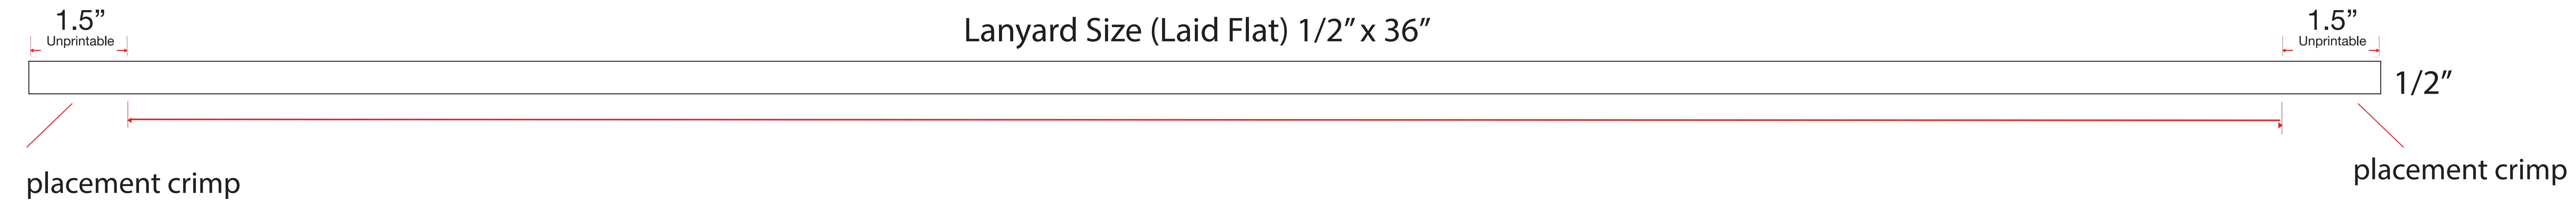 1.5”
Unprintable
Lanyard Size (Laid Flat) 1/2” x 36”
1.5”
Unprintable
1/2”
placement crimp
placement crimp